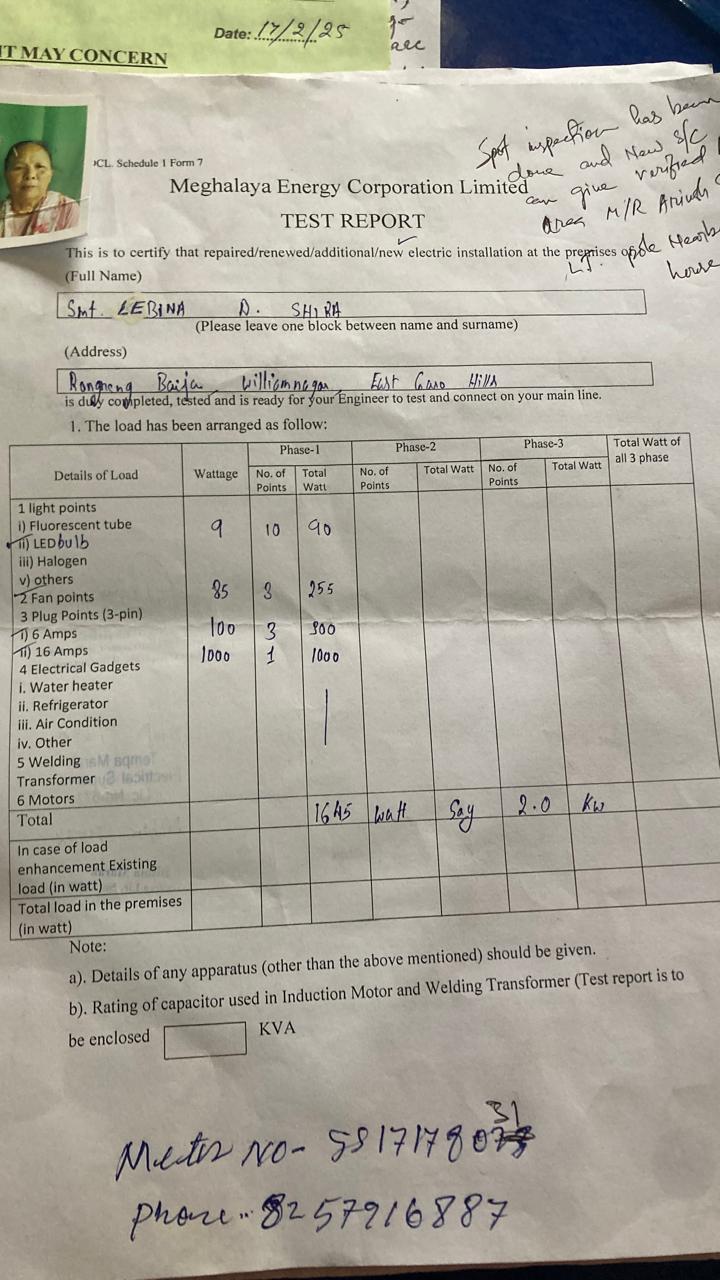 Date: 17/2/25
IT MAY CONCERN
Spot inspection has been
done and New S/C
can give verified
Area M/R
L.T. pole
house
CL. Schedule 1 Form 7
Meghalaya Energy Corporation Limited
TEST REPORT
This is to certify that repaired/renewed/additional/new electric installation at the premises of
(Full Name)
Smt. LEBINA D. SHIRA
(Please leave one block between name and surname)
(Address)
Rongreng Baija Williamnagar, East Garo Hills
is duly completed, tested and is ready for your Engineer to test and connect on your main line.
1. The load has been arranged as follow:
Details of Load Wattage Phase-1 Phase-2 Phase-3 Total Watt of all 3 phase
No. of Points Total Watt No. of Points Total Watt No. of Points Total Watt
1 light points
i) Fluorescent tube 9 10 90
ii) LED bulb
iii) Halogen
v) others
2 Fan points 85 3 255
3 Plug Points (3-pin)
i) 6 Amps 100 3 300
ii) 16 Amps 1000 1 1000
4 Electrical Gadgets
i. Water heater
ii. Refrigerator
iii. Air Condition
iv. Other
5 Welding
Transformer
6 Motors
Total 1645 watt Say 2.0 Kw
In case of load
enhancement Existing
load (in watt)
Total load in the premises
(in watt)
Note:
a). Details of any apparatus (other than the above mentioned) should be given.
b). Rating of capacitor used in Induction Motor and Welding Transformer (Test report is to
be enclosed KVA
31
Meter NO- SS171780
Phone.. 8257916887